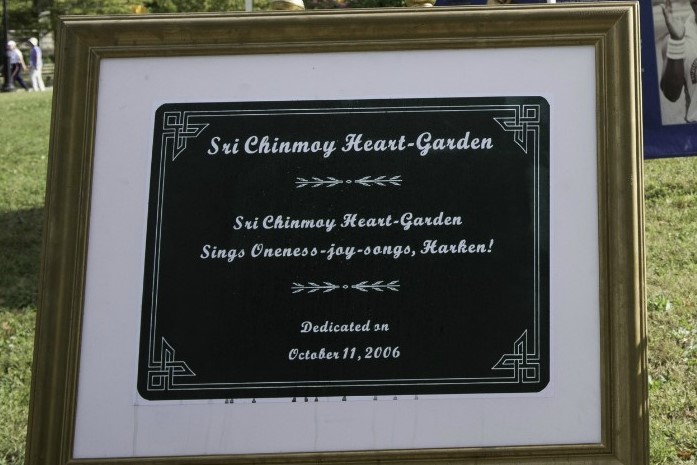 Sri Chinmoy Heart-Garden
Sri Chinmoy Heart-Garden
Sings Oneness-joy-songs, Harken!
Dedicated on
October 11, 2006